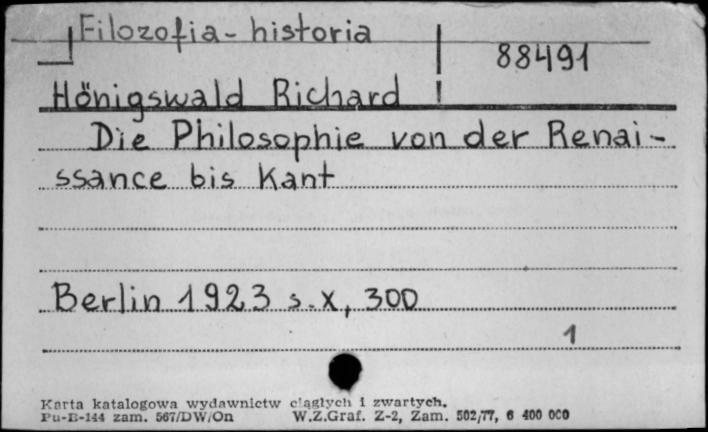 Filozofia - historia
88491
Hönigswald Richard
Die Philosophie von der Renai-
ssance bis Kant
Berlin 1923 s. X, 300
1
Karta katalogowa wydawnictw ciągłych i zwartych.
Pu-B-144 zam. 567/DW/On W.Z.Graf. Z-2, Zam. 502/77, 6 400 000